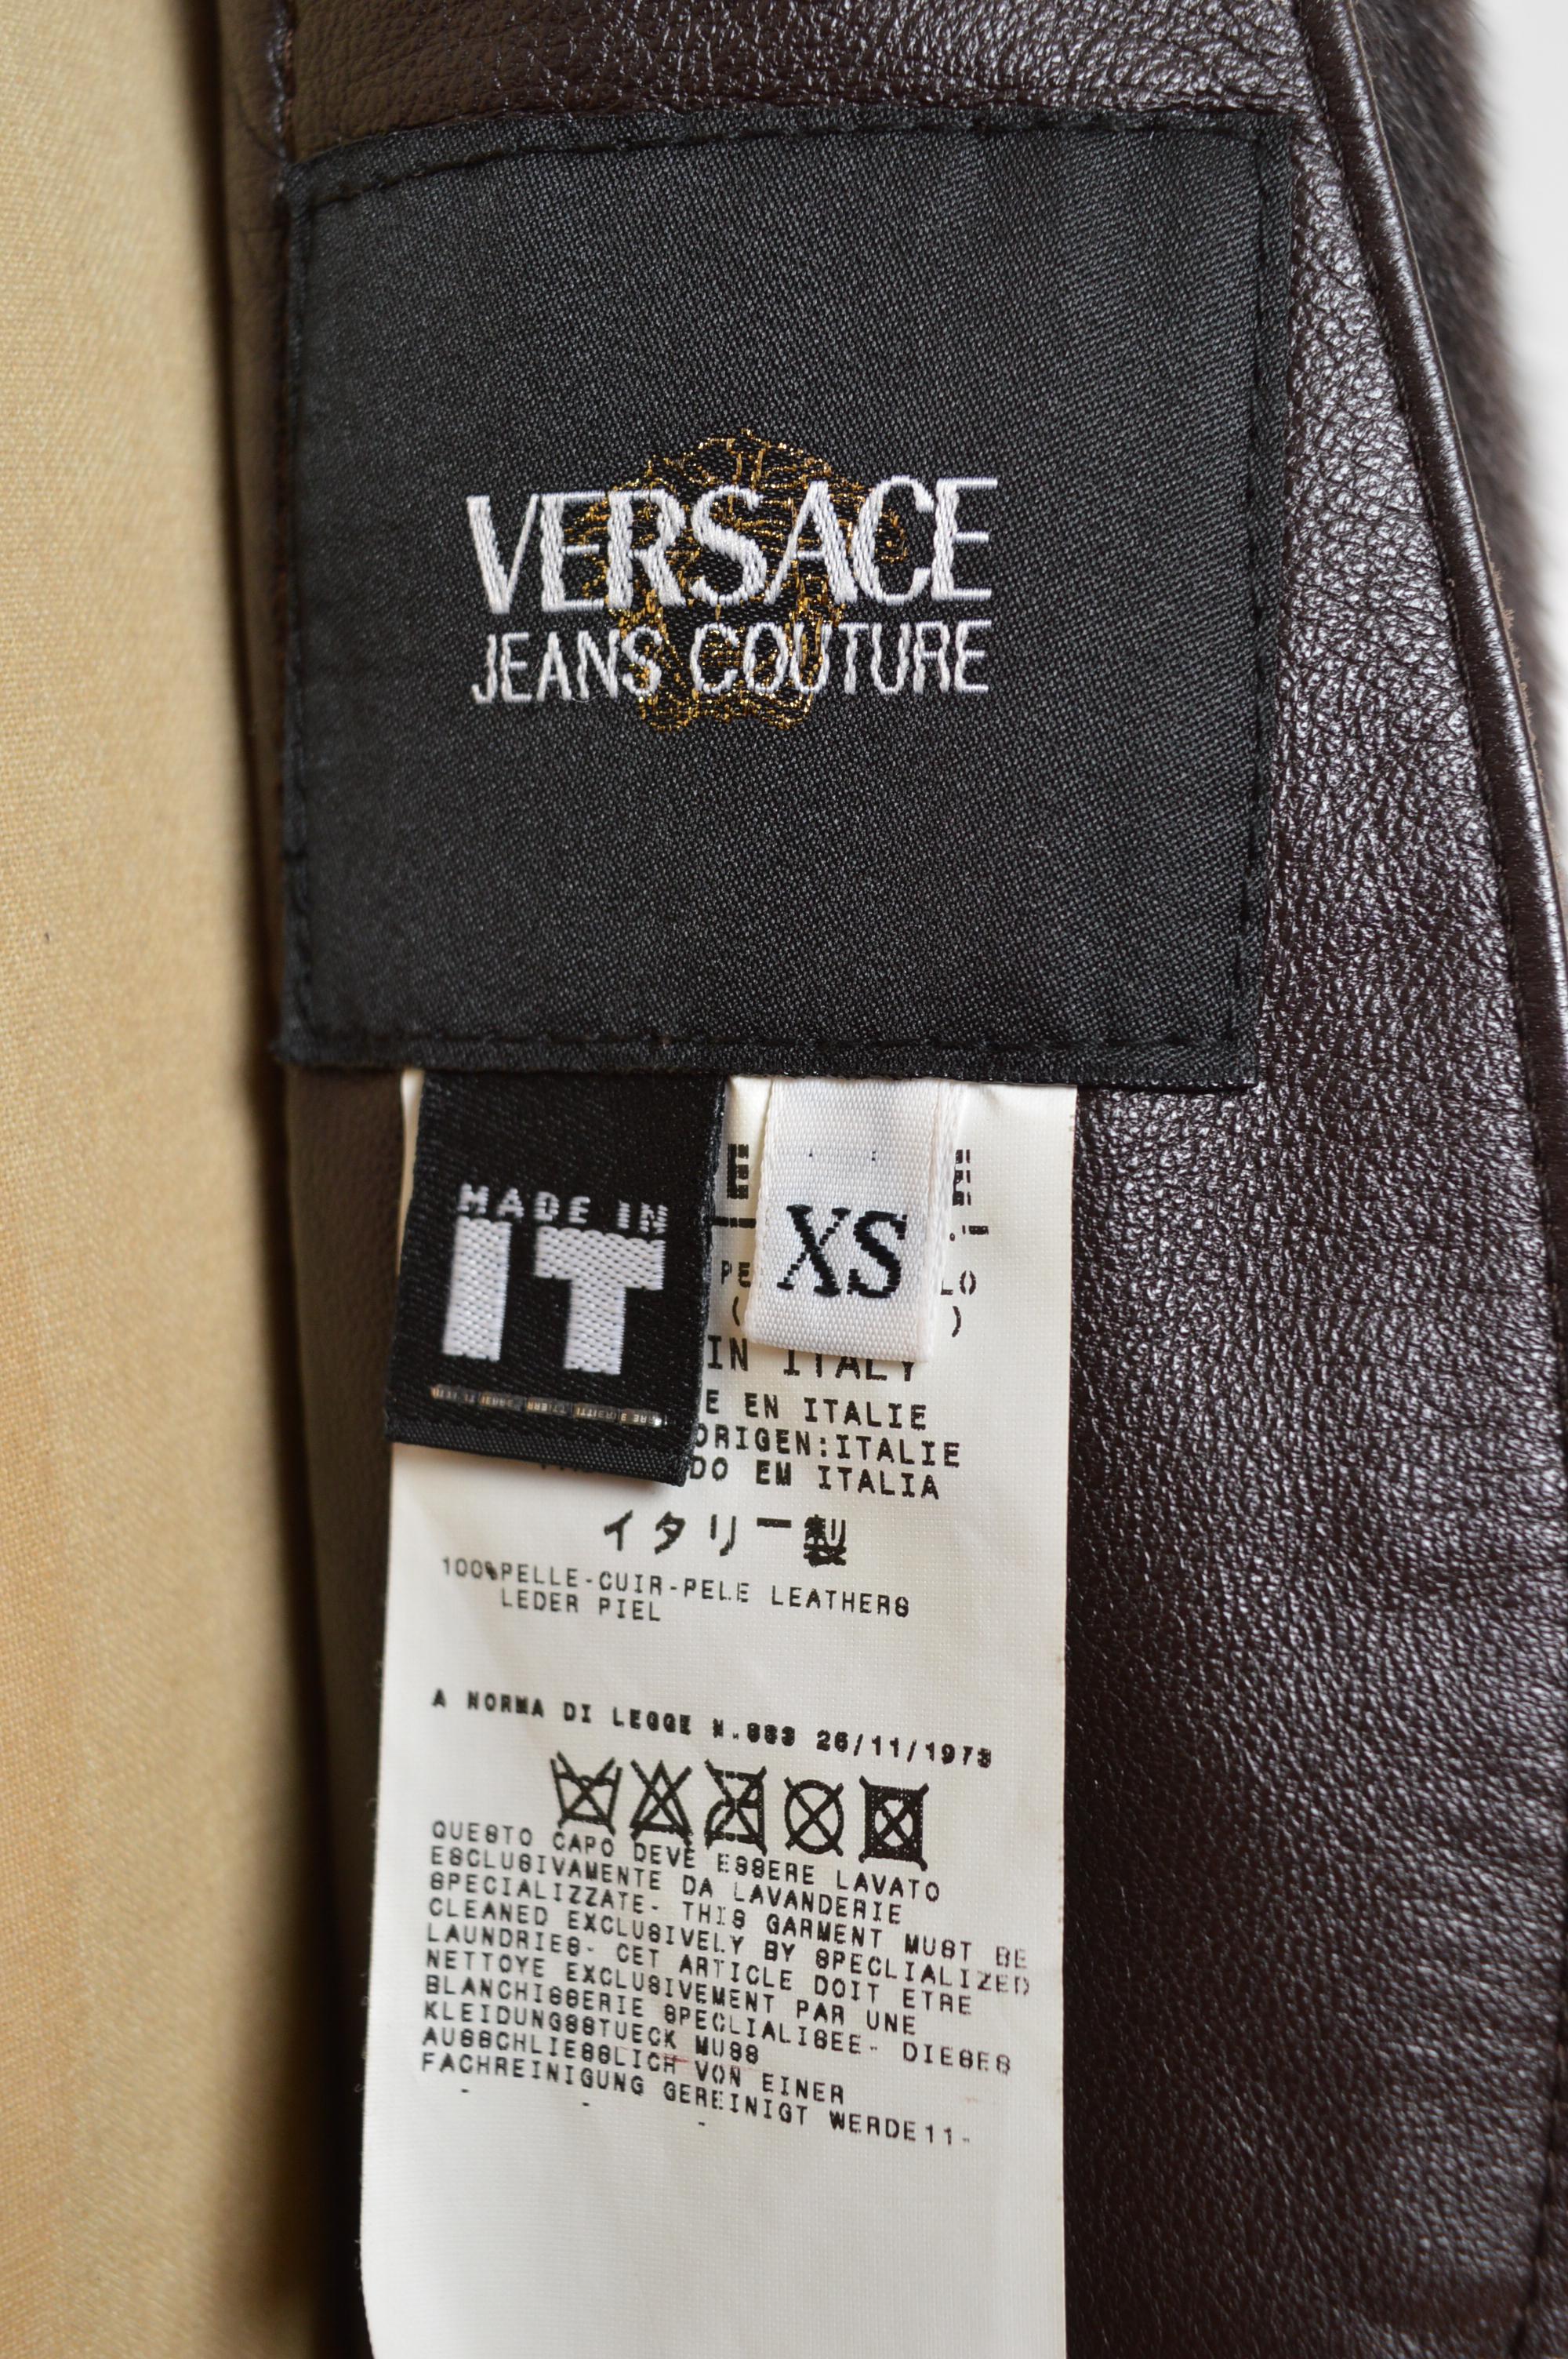 VERSACE
JEANS COUTURE
MADE IN
IT
XS
IN ITALY
EN ITALIE
ORIGEN:ITALIE
EM ITALIA
イタリー製
100%PELLE-CUIR-PELE LEATHERS
LEDER PIEL
A NORMA DI LEGGE N.883 26/11/1973
QUESTO CAPO DEVE ESSERE LAVATO
ESCLUSIVAMENTE DA LAVANDERIE
SPECIALIZZATE- THIS GARMENT MUST BE
CLEANED EXCLUSIVELY BY SPECLIALIZED
LAUNDRIES- CET ARTICLE DOIT ETRE
NETTOYE EXCLUSIVEMENT PAR UNE
BLANCHISSERIE SPECLIALISEE- DIESES
KLEIDUNGSSTUECK MUSS
AUSSCHLIESSLICH VON EINER
FACHREINIGUNG GEREINIGT WERDE11-